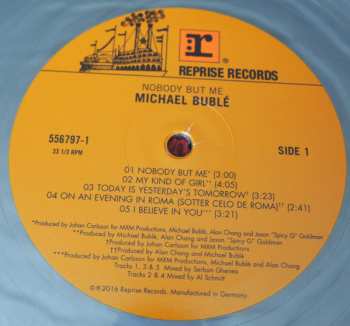 r
REPRISE RECORDS
NOBODY BUT ME
MICHAEL BUBLÉ
556797-1
33 1/3 RPM
SIDE 1
01 NOBODY BUT ME* (3:00)
02 MY KIND OF GIRL** (4:05)
03 TODAY IS YESTERDAY'S TOMORROW† (3:23)
04 ON AN EVENING IN ROMA (SOTTER CELO DE ROMA)†† (2:41)
05 I BELIEVE IN YOU*** (3:21)
*Produced by Johan Carlsson for MXM Productions, Michael Bublé, Alan Chang and Jason "Spicy G" Goldman
**Produced by Michael Bublé, Alan Chang and Jason "Spicy G" Goldman
†Produced by Johan Carlsson for MXM Productions
††Produced by Michael Bublé and Alan Chang
***Produced by Johan Carlsson for MXM Productions, Michael Bublé and Alan Chang
Tracks 1, 3 & 5 Mixed by Serban Ghenea
Tracks 2 & 4 Mixed by Al Schmitt
©℗2016 Reprise Records. Manufactured in Germany.